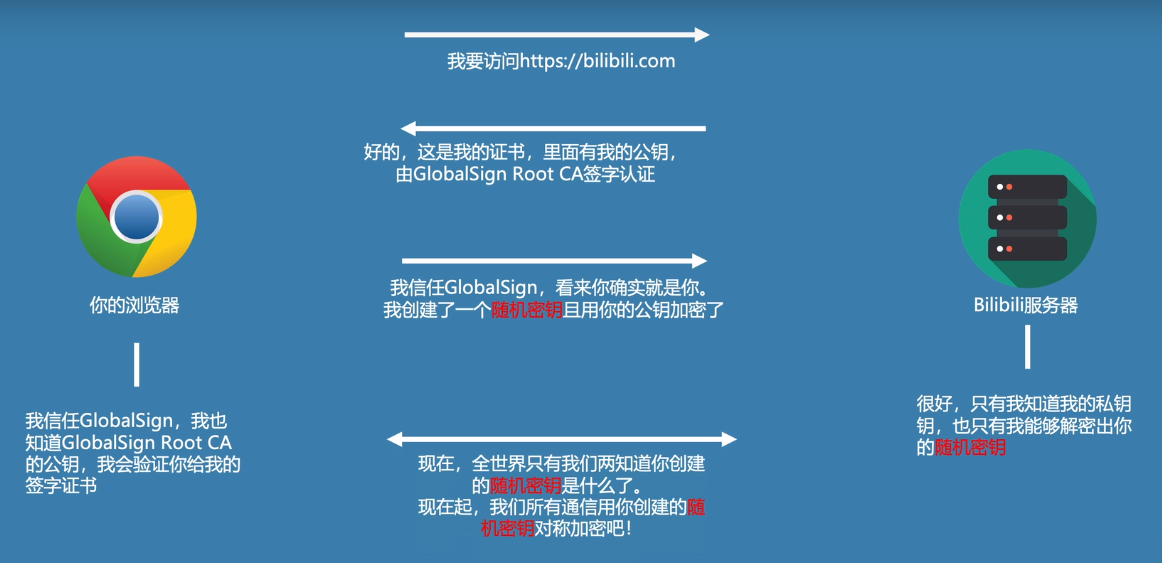 我要访问https://bilibili.com
好的，这是我的证书，里面有我的公钥，
由GlobalSign Root CA签字认证
我信任GlobalSign，看来你确实就是你。
我创建了一个随机密钥且用你的公钥加密了
你的浏览器
Bilibili服务器
我信任GlobalSign，我也
知道GlobalSign Root CA
的公钥，我会验证你给我的
签字证书
很好，只有我知道我的私钥
钥，也只有我能够解密出你
的随机密钥
现在，全世界只有我们两知道你创建
的随机密钥是什么了。
现在起，我们所有通信用你创建的随
机密钥对称加密吧！